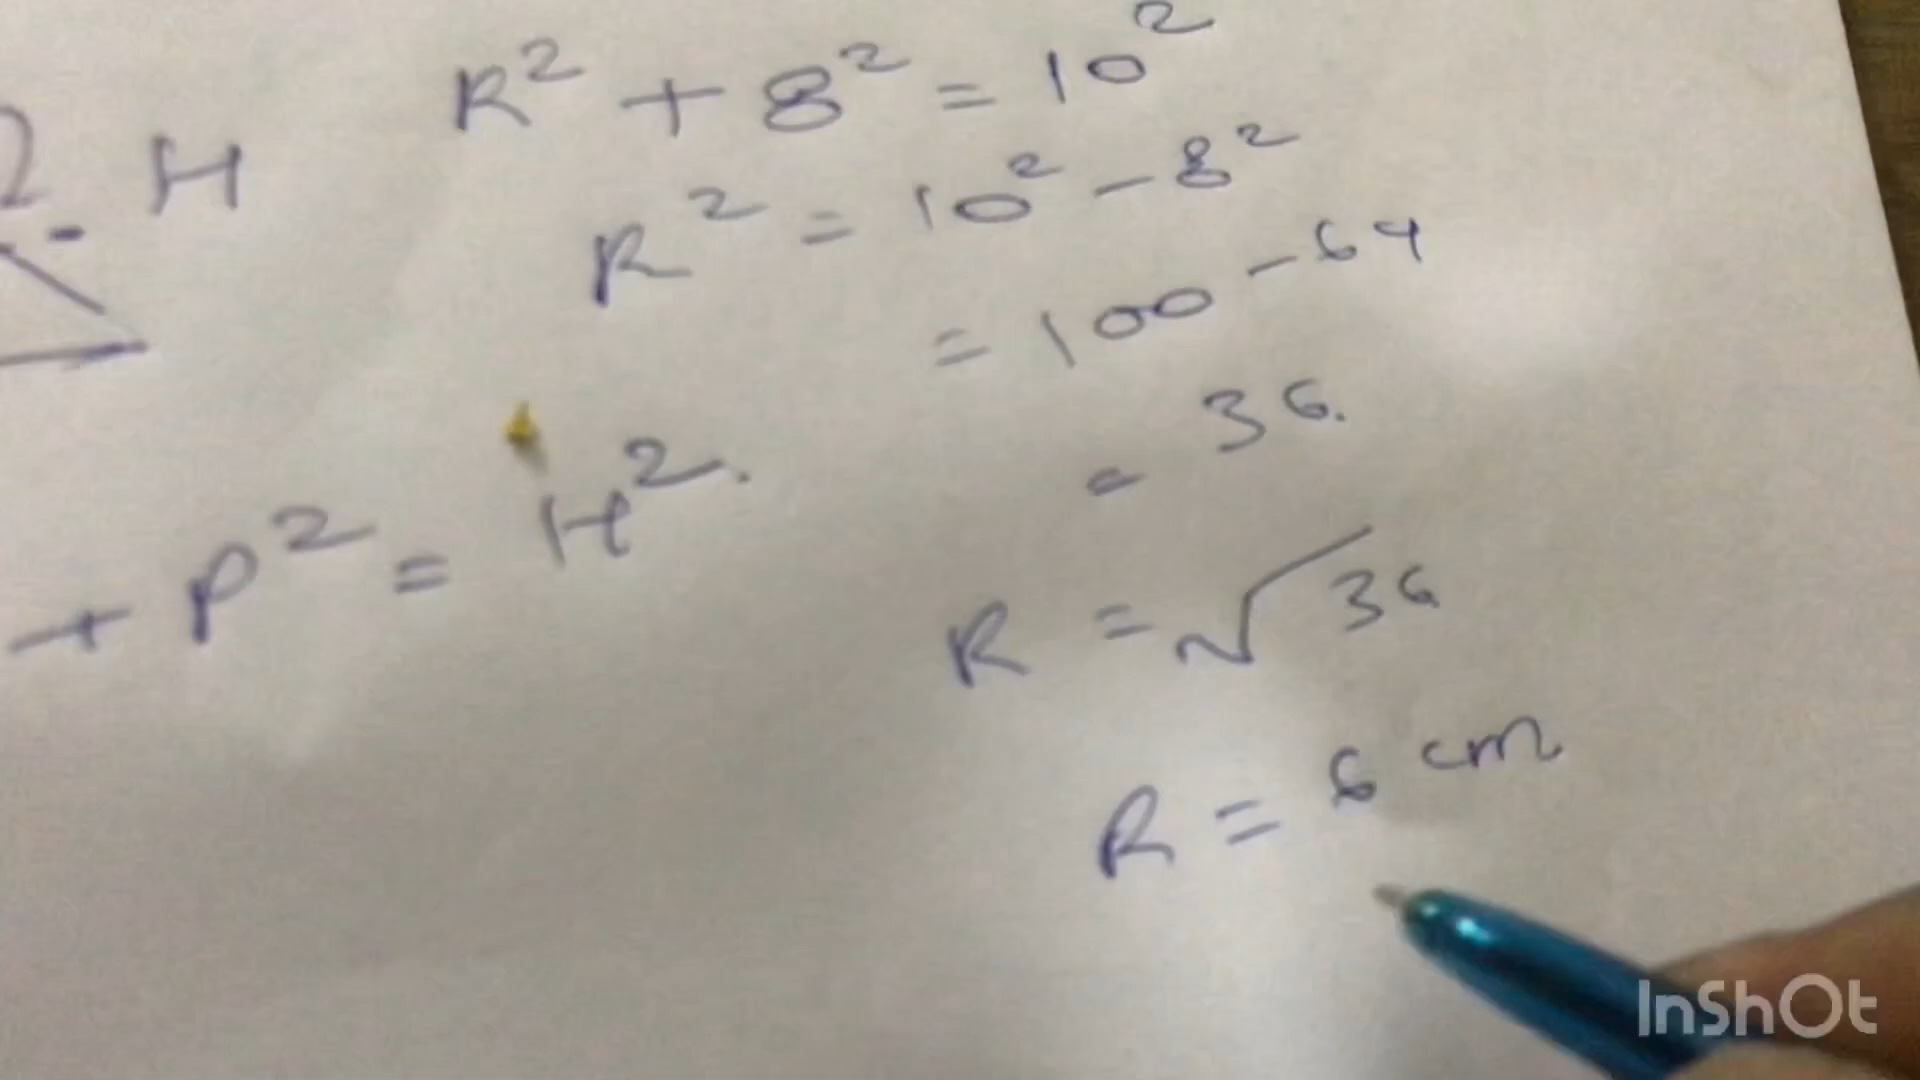 R² + 8² = 10²
R² = 10² - 8²
= 100 - 64
= 36.
R = √36
R = 6 cm
H
+ P² = H².
InShOt